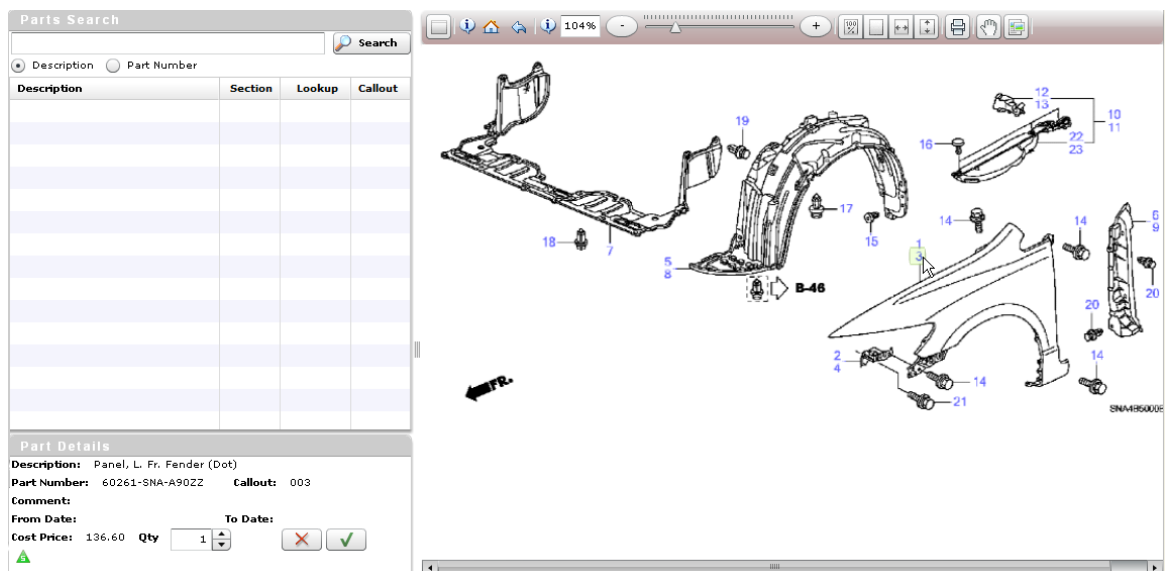 Parts Search
Search
Description Part Number
Description Section Lookup Callout
Part Details
Description: Panel, L. Fr. Fender (Dot)
Part Number: 60261-SNA-A90ZZ Callout: 003
Comment:
From Date: To Date:
Cost Price: 136.60 Qty 1
104%
-
+
100
%
12
13
10
11
19
16
22
23
17
14
15
1
3
14
6
9
18
7
5
8
B-46
20
20
2
4
14
14
21
FR.
SNA4B5000E